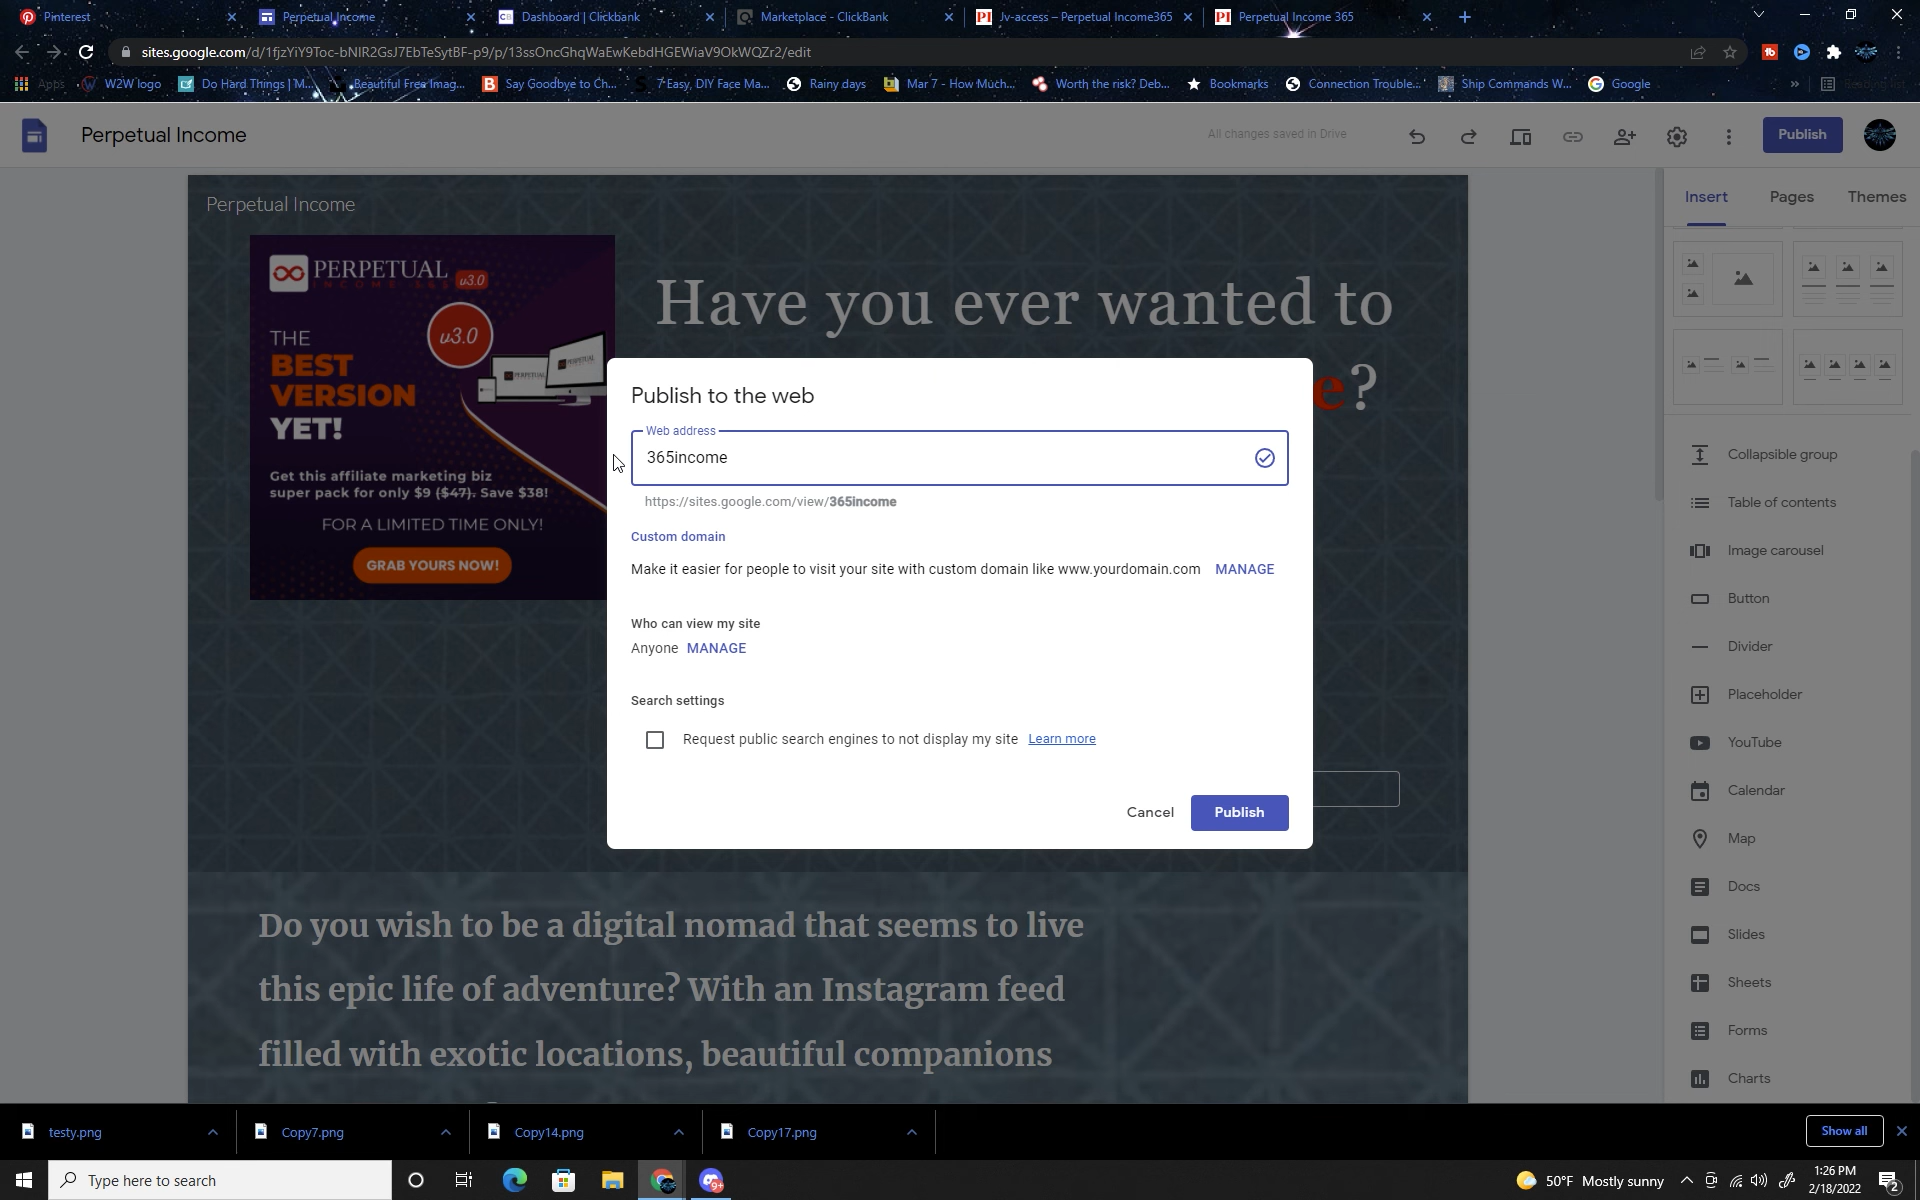 Pinterest
Perpetual Income
Dashboard | Clickbank
Marketplace - ClickBank
Jv-access – Perpetual Income365
Perpetual Income 365
sites.google.com/d/1fjzYiY9Toc-bNIR2GsJ7EbTeSytBF-p9/p/13ssOncGhqWaEwKebdHGEWiaV9OkWQZr2/edit
Apps
W2W logo
Do Hard Things | M...
Beautiful Free Imag...
Say Goodbye to Ch...
7 Easy, DIY Face Ma...
Rainy days
Mar 7 - How Much...
Worth the risk? Deb...
Bookmarks
Connection Trouble...
Ship Commands W...
Google
»
Reading list
Perpetual Income
All changes saved in Drive
Publish
Insert
Pages
Themes
Perpetual Income
PERPETUAL
INCOME 365 v3.0
v3.0
THE
BEST
VERSION
YET!
Get this affiliate marketing biz
super pack for only $9 ($47). Save $38!
FOR A LIMITED TIME ONLY!
GRAB YOURS NOW!
Have you ever wanted to
e?
Publish to the web
Web address
365income
https://sites.google.com/view/365income
Custom domain
Make it easier for people to visit your site with custom domain like www.yourdomain.com MANAGE
Who can view my site
Anyone MANAGE
Search settings
Request public search engines to not display my site Learn more
Cancel
Publish
Do you wish to be a digital nomad that seems to live
this epic life of adventure? With an Instagram feed
filled with exotic locations, beautiful companions
Collapsible group
Table of contents
Image carousel
Button
Divider
Placeholder
YouTube
Calendar
Map
Docs
Slides
Sheets
Forms
Charts
testy.png
Copy7.png
Copy14.png
Copy17.png
Show all
Type here to search
9+
50°F Mostly sunny
1:26 PM
2/18/2022
2